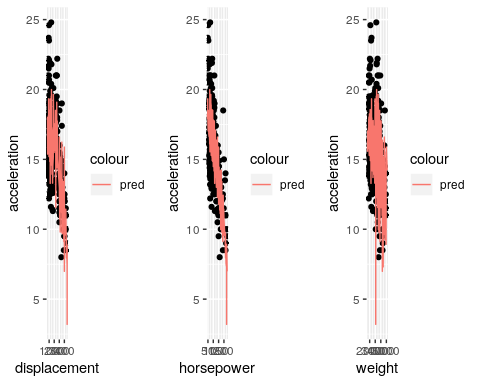 25
20
15
10
5
acceleration
displacement
colour
pred
25
20
15
10
5
acceleration
horsepower
colour
pred
25
20
15
10
5
acceleration
weight
colour
pred